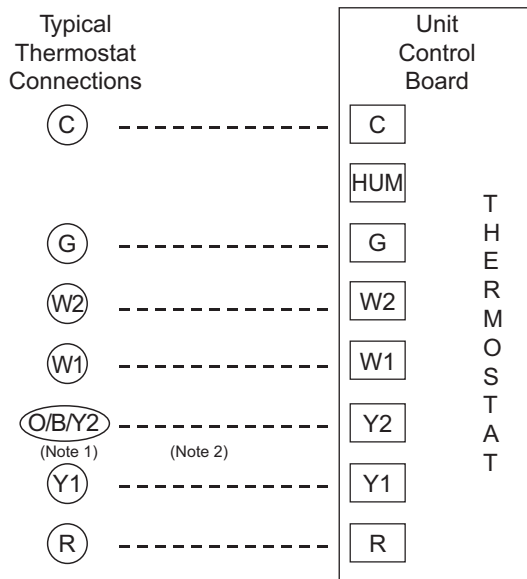 Typical
Thermostat
Connections
Unit
Control
Board
C
C
HUM
G
G
W2
W2
W1
W1
O/B/Y2
Y2
(Note 1)
(Note 2)
Y1
Y1
R
R
THERMOSTAT